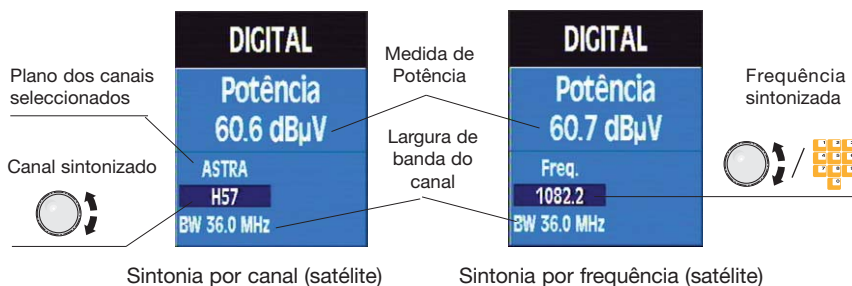 Plano dos canais
seleccionados
Canal sintonizado
DIGITAL
Potência
60.6 dBµV
ASTRA
H57
BW 36.0 MHz
Medida de
Potência
Largura de
banda do
canal
DIGITAL
Potência
60.7 dBµV
Freq.
1082.2
BW 36.0 MHz
Frequência
sintonizada
/
Sintonia por canal (satélite)
Sintonia por frequência (satélite)